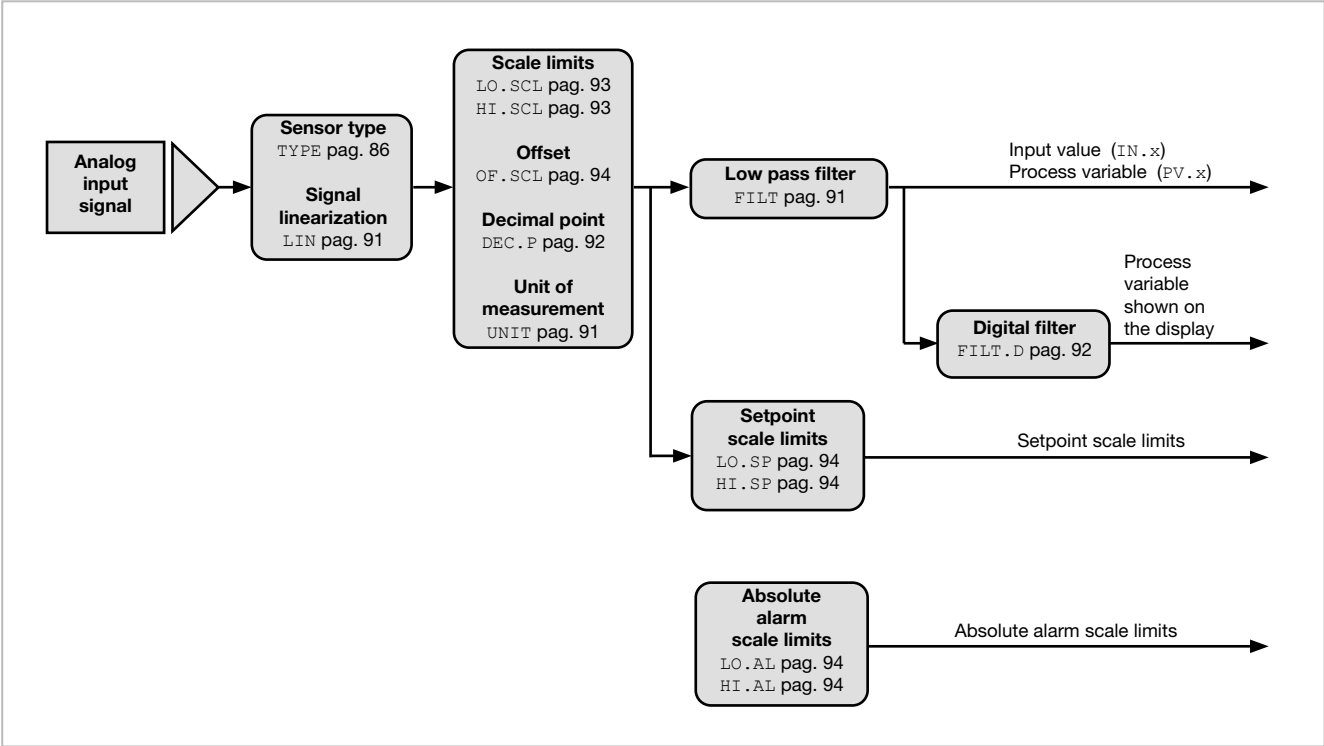 Analog
input
signal
Sensor type
TYPE pag. 86
Signal
linearization
LIN pag. 91
Scale limits
LO.SCL pag. 93
HI.SCL pag. 93
Offset
OF.SCL pag. 94
Decimal point
DEC.P pag. 92
Unit of
measurement
UNIT pag. 91
Low pass filter
FILT pag. 91
Input value (IN.x)
Process variable (PV.x)
Digital filter
FILT.D pag. 92
Process
variable
shown on
the display
Setpoint
scale limits
LO.SP pag. 94
HI.SP pag. 94
Setpoint scale limits
Absolute
alarm
scale limits
LO.AL pag. 94
HI.AL pag. 94
Absolute alarm scale limits